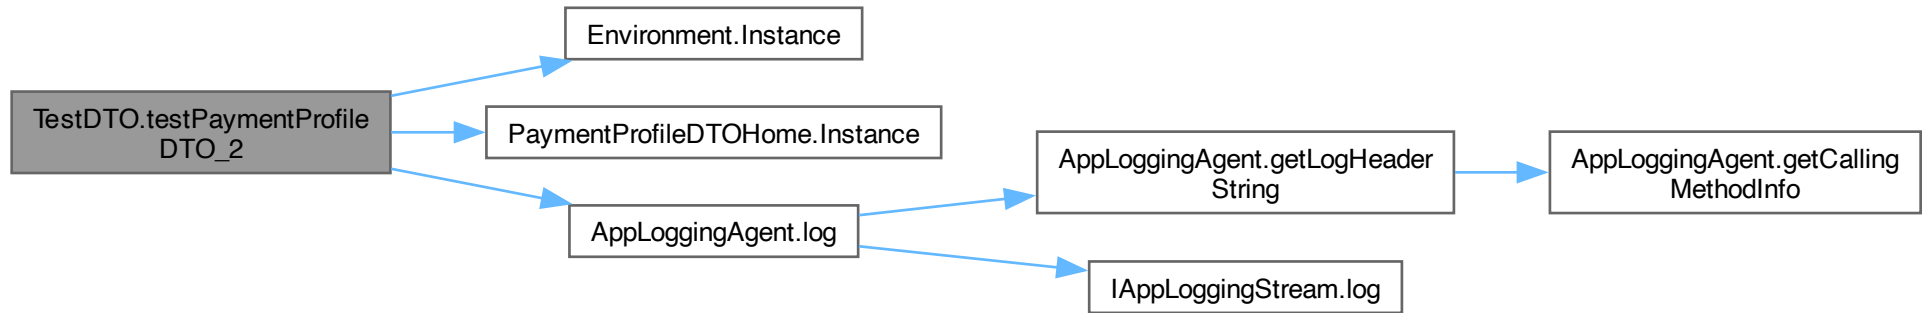 Environment.Instance
TestDTO.testPaymentProfile
DTO_2
PaymentProfileDTOHome.Instance
AppLoggingAgent.log
AppLoggingAgent.getLogHeader
String
AppLoggingAgent.getCalling
MethodInfo
IAppLoggingStream.log